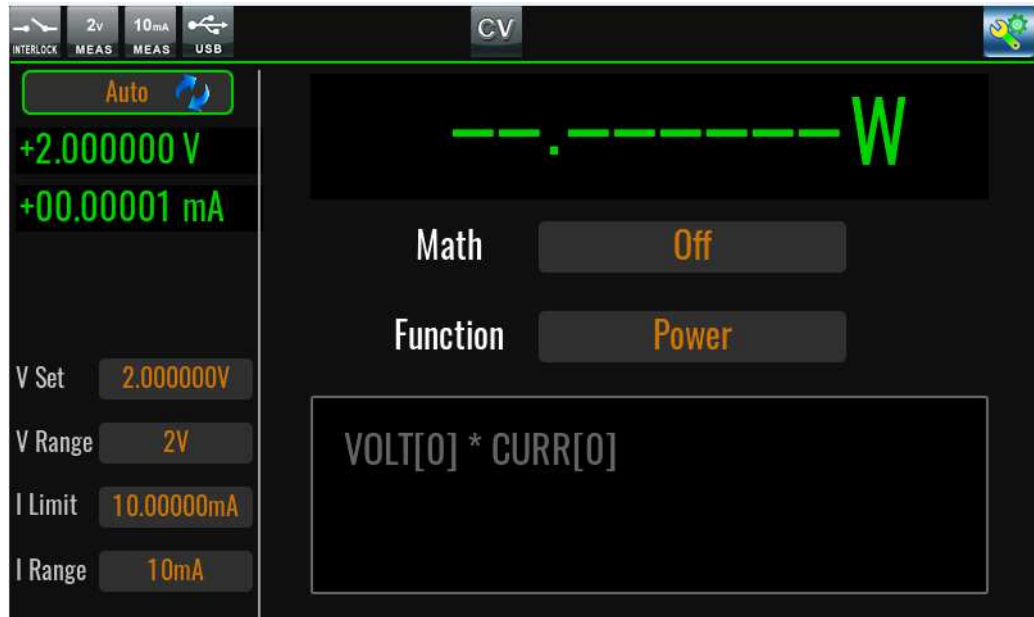 2V 10mA
INTERLOCK MEAS MEAS USB
CV
Auto
+2.000000 V
+00.00001 mA
V Set 2.000000V
V Range 2V
I Limit 10.00000mA
I Range 10mA
--.------W
Math Off
Function Power
VOLT[0] * CURR[0]